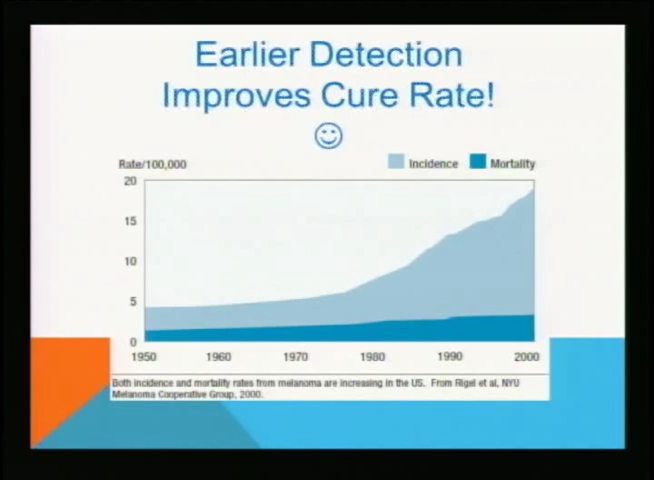 Earlier Detection
Improves Cure Rate!
Rate/100,000
Incidence
Mortality
20
15
10
5
0
1950
1960
1970
1980
1990
2000
Both incidence and mortality rates from melanoma are increasing in the US. From Rigel et al, NYU
Melanoma Cooperative Group, 2000.